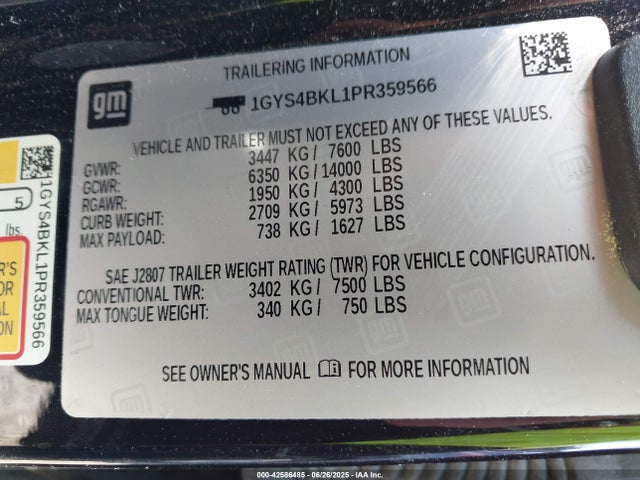 gm
TRAILERING INFORMATION
1GYS4BKL1PR359566
VEHICLE AND TRAILER MUST NOT EXCEED ANY OF THESE VALUES
GVWR: 3447 KG/ 7600 LBS
GCWR: 6350 KG/14000 LBS
RGAWR: 1950 KG/ 4300 LBS
CURB WEIGHT: 2709 KG/ 5973 LBS
MAX PAYLOAD: 738 KG/ 1627 LBS
SAE J2807 TRAILER WEIGHT RATING (TWR) FOR VEHICLE CONFIGURATION.
CONVENTIONAL TWR: 3402 KG/ 7500 LBS
MAX TONGUE WEIGHT: 340 KG/ 750 LBS
SEE OWNER'S MANUAL FOR MORE INFORMATION
5
lbs.
1GYS4BKL1PR359566
000-42586485 - 06/26/2025 - IAA Inc.